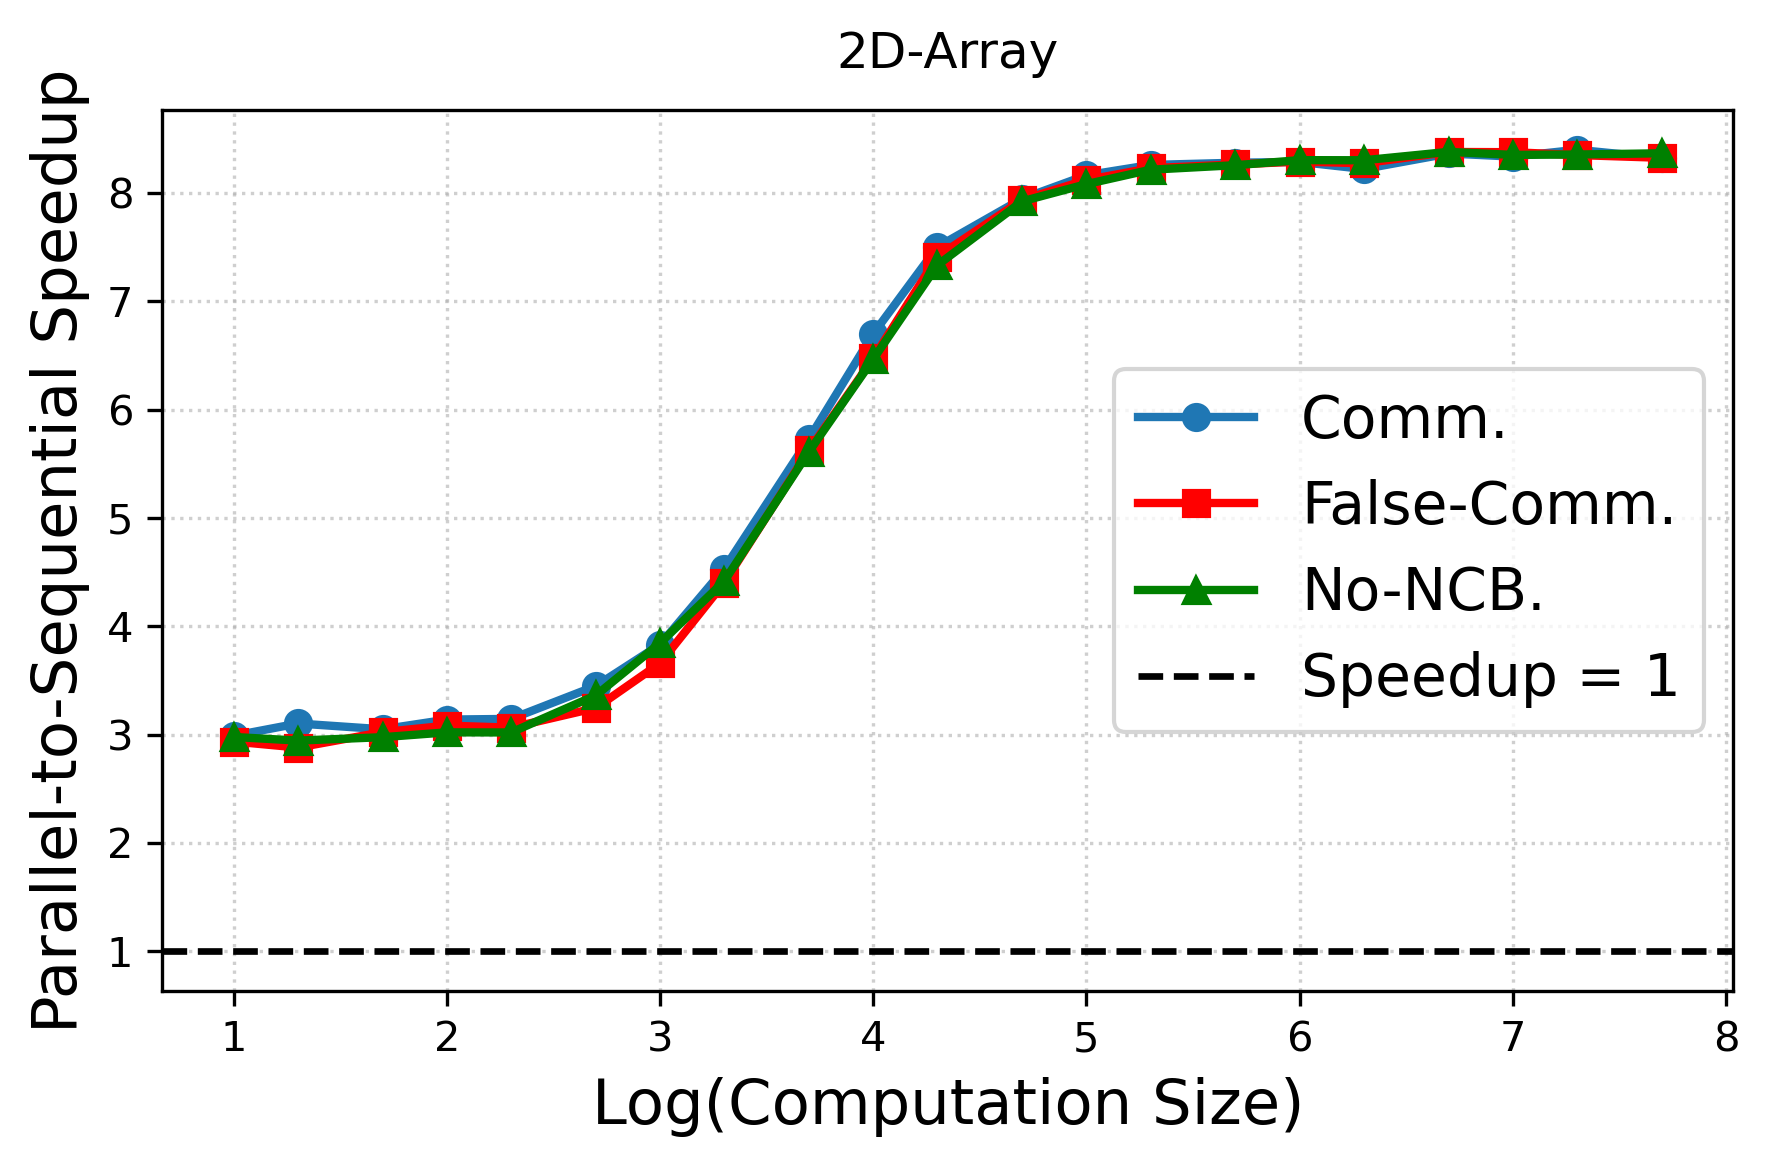 2D-Array
Parallel-to-Sequential Speedup
8
7
6
5
4
3
2
1
Comm.
False-Comm.
No-NCB.
Speedup = 1
1 2 3 4 5 6 7 8
Log(Computation Size)